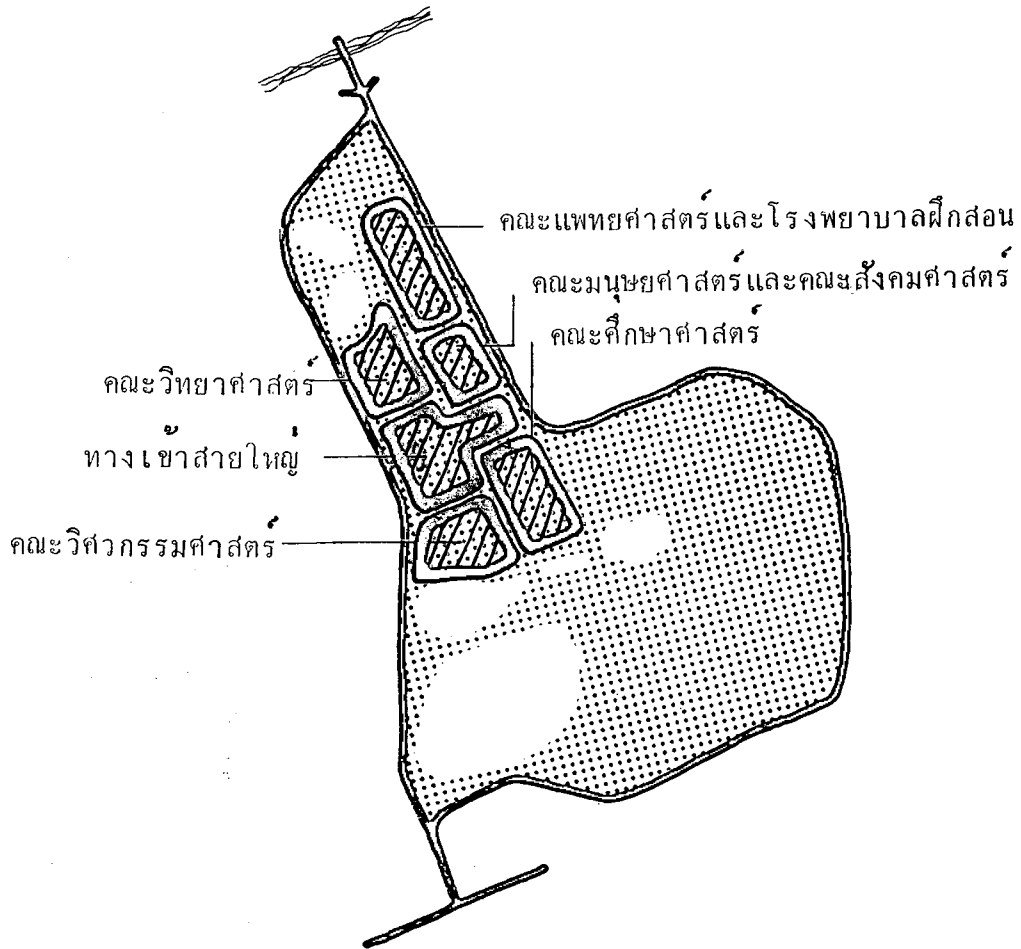 คณะแพทยศาสตร์และโรงพยาบาลฝึกสอน
คณะมนุษยศาสตร์และคณะสังคมศาสตร์
คณะศึกษาศาสตร์
คณะวิทยาศาสตร์
ทางเข้าสายใหญ่
คณะวิศวกรรมศาสตร์